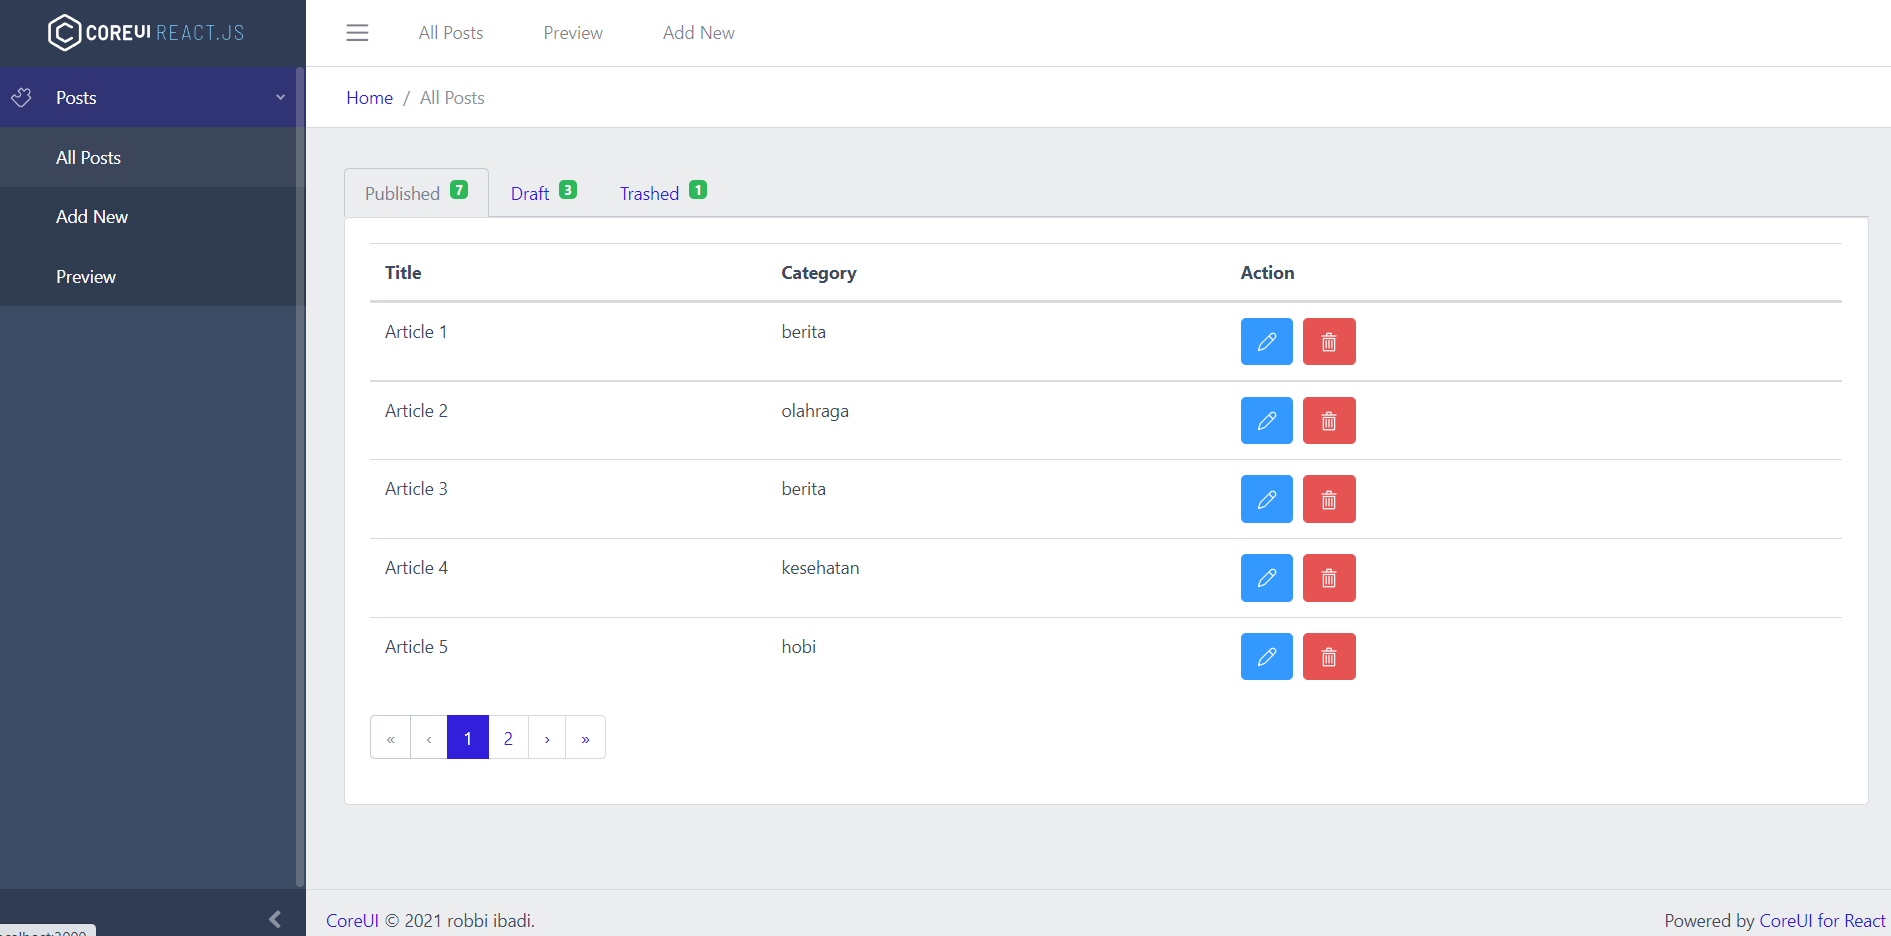 COREUI REACT.JS
All Posts Preview Add New
Posts
Home / All Posts
All Posts
Add New
Preview
Published 7 Draft 3 Trashed 1
Title Category Action
Article 1 berita
Article 2 olahraga
Article 3 berita
Article 4 kesehatan
Article 5 hobi
« ‹ 1 2 › »
CoreUI © 2021 robbi ibadi.
Powered by CoreUI for React